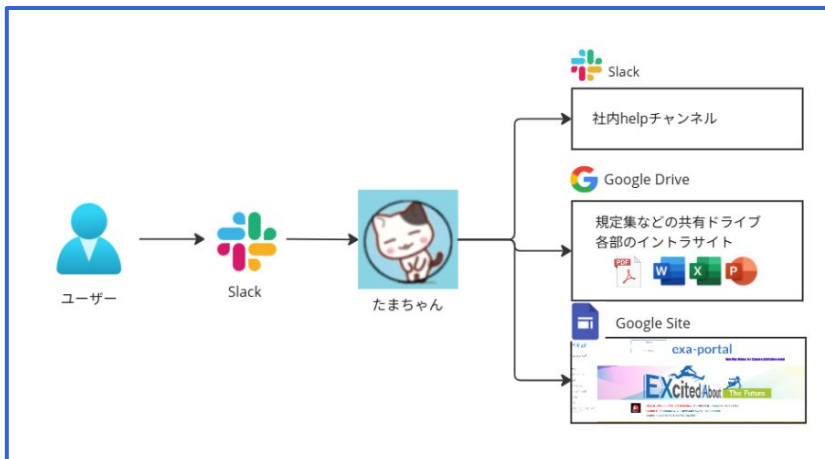 Slack
社内helpチャンネル
Google Drive
規定集などの共有ドライブ
各部のイントラサイト
PDF
W
X
P
ユーザー
Slack
たまちゃん
Google Site
exa-portal
EXcited About
The Future